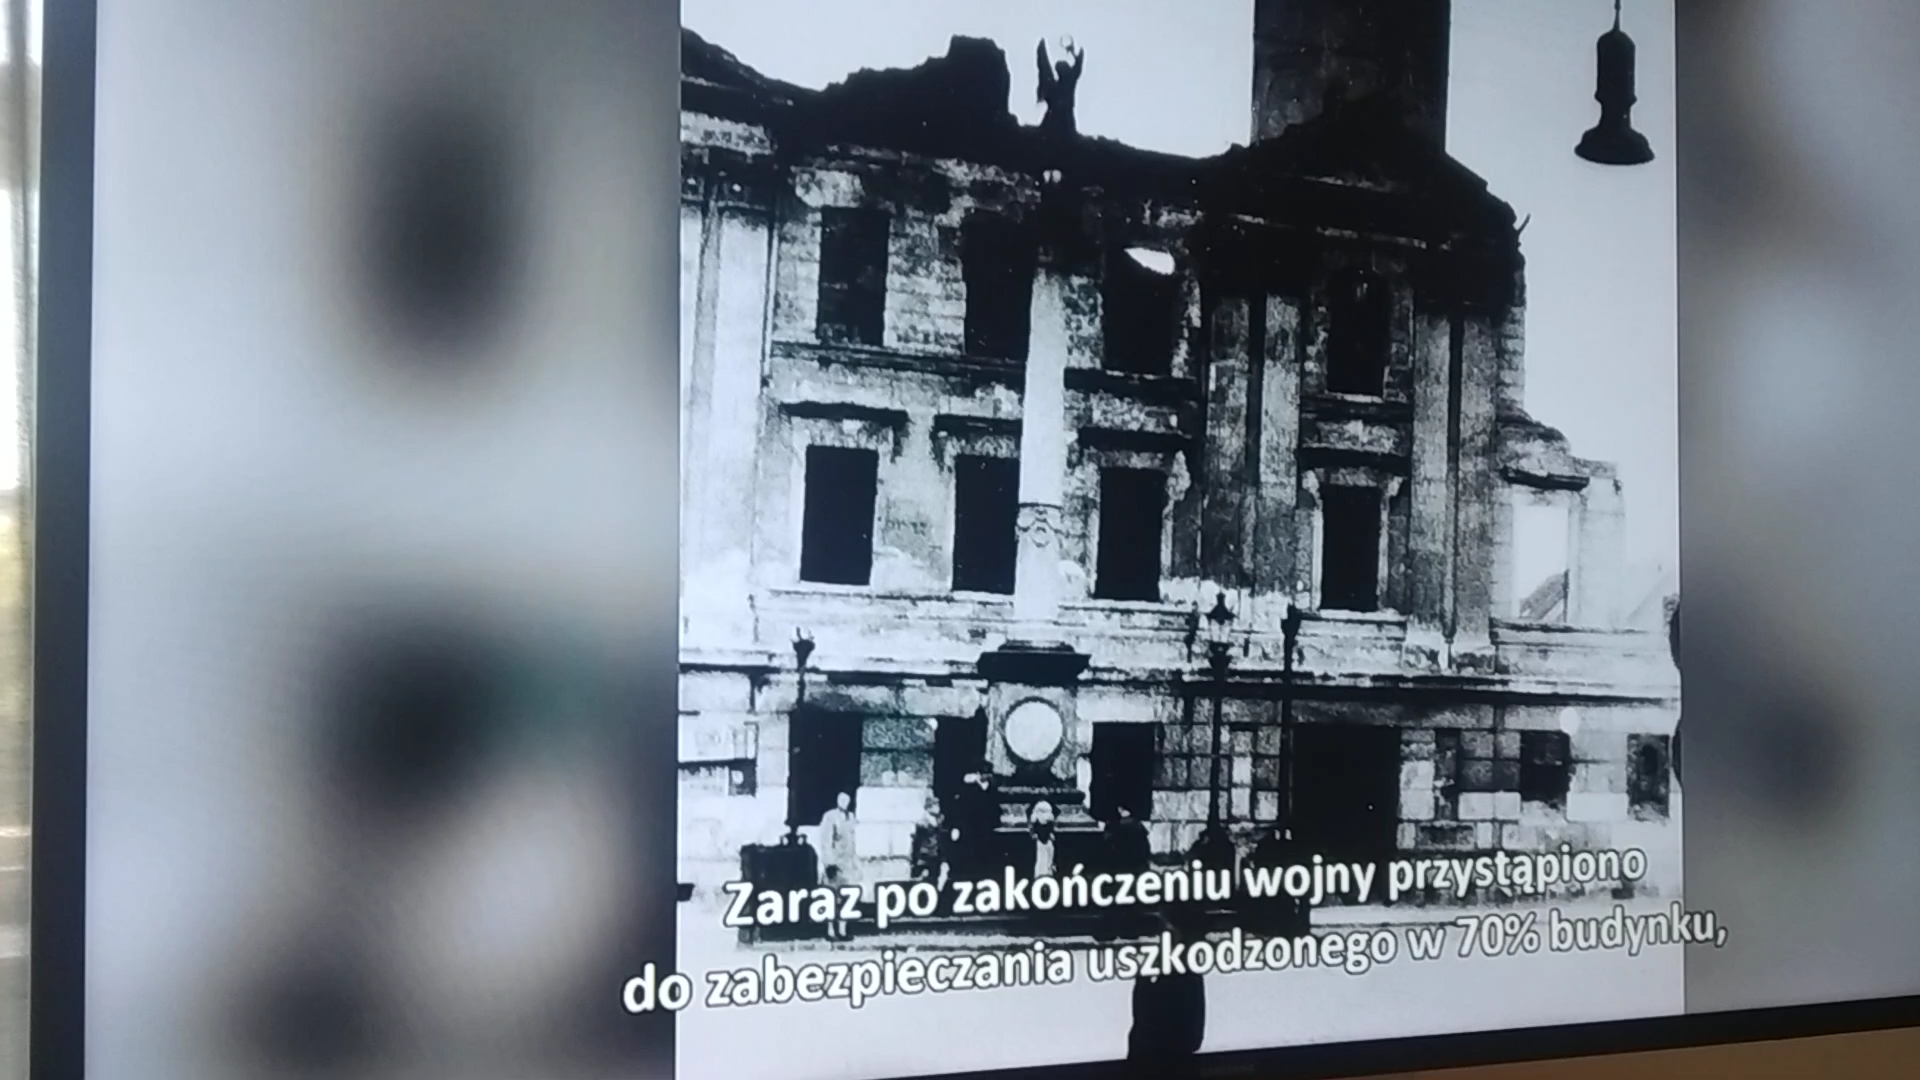 Zaraz po zakończeniu wojny przystąpiono
do zabezpieczania uszkodzonego w 70% budynku,